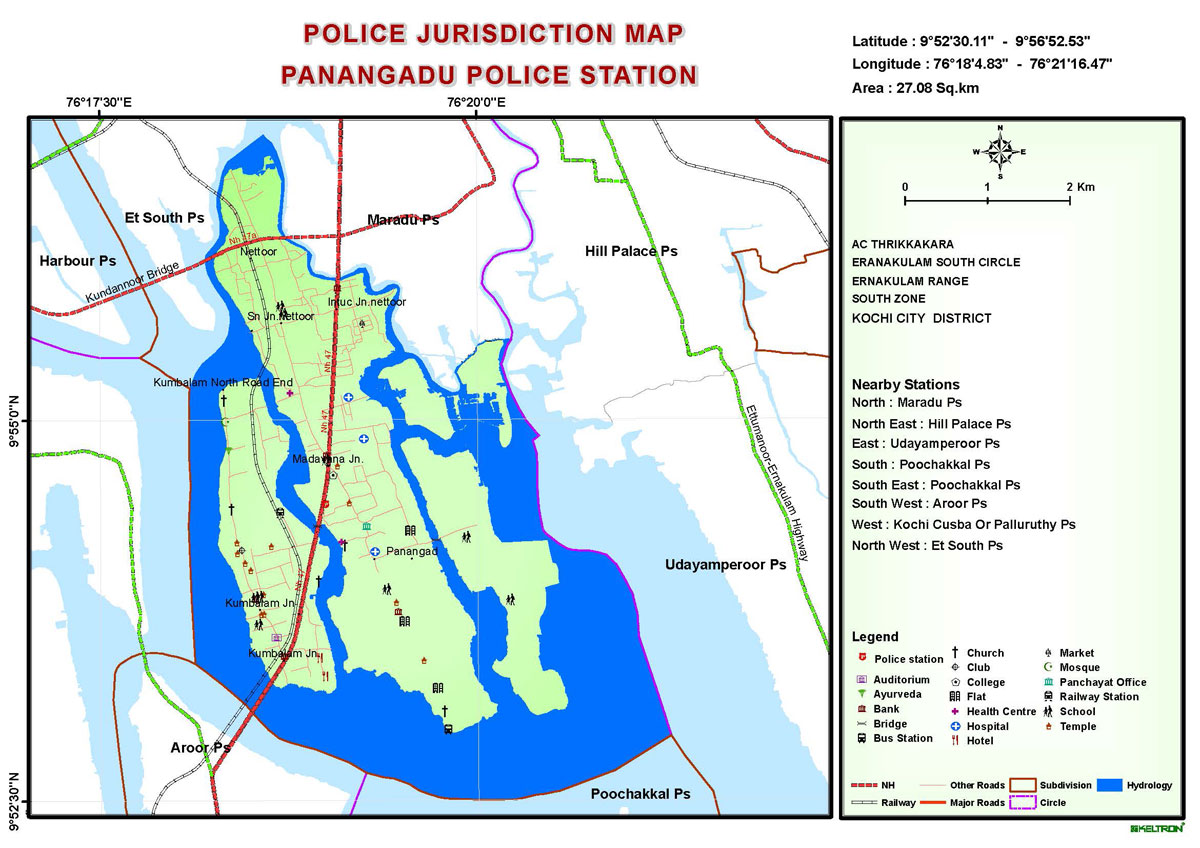 POLICE JURISDICTION MAP
PANANGADU POLICE STATION
Latitude : 9°52'30.11" - 9°56'52.53"
Longitude : 76°18'4.83" - 76°21'16.47"
Area : 27.08 Sq.km
76°17'30"E
76°20'0"E
9°55'0"N
9°52'30"N
Et South Ps
Maradu Ps
Harbour Ps
Hill Palace Ps
Nh 47a
Nettoor
Kundannoor Bridge
Intuc Jn.nettoor
Sn Jn.nettoor
Nh 47
Kumbalam North Road End
Nh 47
Madavana Jn.
Ettumanoor-Ernakulam Highway
Panangad
Udayamperoor Ps
Nh 47
Kumbalam Jn.
Kumbalam Jn.
Aroor Ps
Poochakkal Ps
N
W E
S
0 1 2 Km
AC THRIKKAKARA
ERANAKULAM SOUTH CIRCLE
ERNAKULAM RANGE
SOUTH ZONE
KOCHI CITY DISTRICT
Nearby Stations
North : Maradu Ps
North East : Hill Palace Ps
East : Udayamperoor Ps
South : Poochakkal Ps
South East : Poochakkal Ps
South West : Aroor Ps
West : Kochi Cusba Or Palluruthy Ps
North West : Et South Ps
Legend
Police station
Auditorium
Ayurveda
Bank
Bridge
Bus Station
Church
Club
College
Flat
Health Centre
Hospital
Hotel
Market
Mosque
Panchayat Office
Railway Station
School
Temple
NH
Other Roads
Subdivision
Hydrology
Railway
Major Roads
Circle
KELTRON